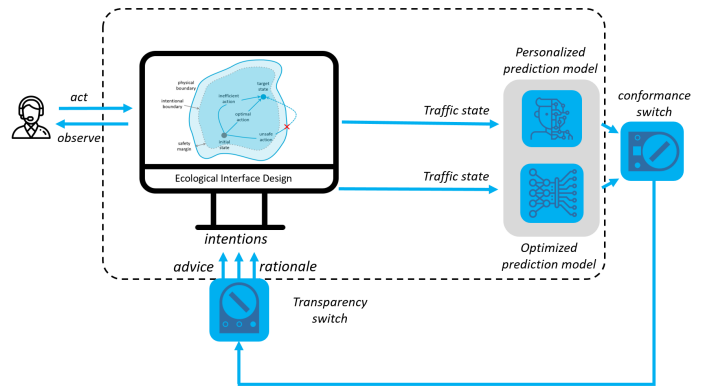 act
observe
physical
boundary
intentional
boundary
safety
margin
target
state
inefficient
action
optimal
action
unsafe
action
initial
state
Ecological Interface Design
Traffic state
Traffic state
Personalized
prediction model
Optimized
prediction model
conformance
switch
intentions
advice
rationale
Transparency
switch